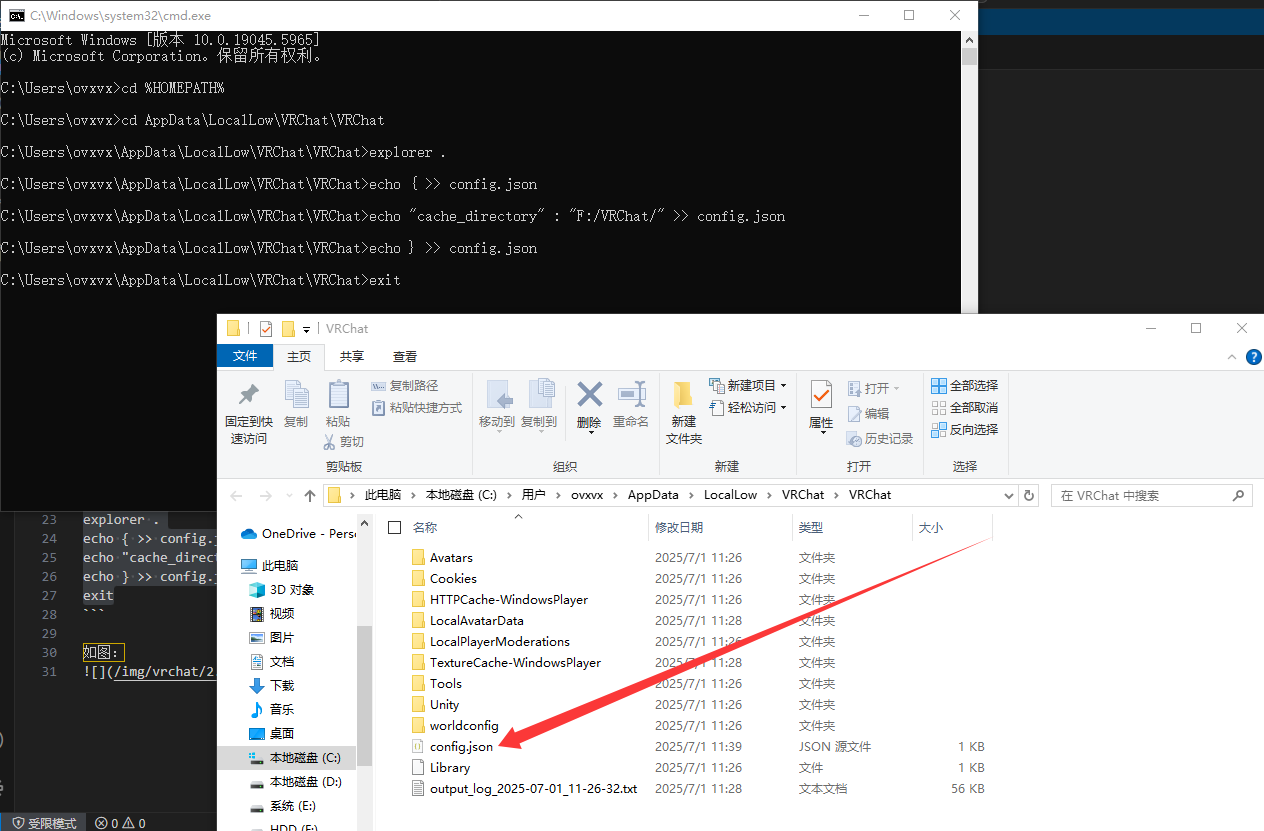 C:\Windows\system32\cmd.exe
Microsoft Windows [版本 10.0.19045.5965]
(c) Microsoft Corporation。保留所有权利。
C:\Users\ovxvx>cd %HOMEPATH%
C:\Users\ovxvx>cd AppData\LocalLow\VRChat\VRChat
C:\Users\ovxvx\AppData\LocalLow\VRChat\VRChat>explorer .
C:\Users\ovxvx\AppData\LocalLow\VRChat\VRChat>echo { >> config.json
C:\Users\ovxvx\AppData\LocalLow\VRChat\VRChat>echo "cache_directory" : "F:/VRChat/" >> config.json
C:\Users\ovxvx\AppData\LocalLow\VRChat\VRChat>echo } >> config.json
C:\Users\ovxvx\AppData\LocalLow\VRChat\VRChat>exit
VRChat
文件 主页 共享 查看
固定到快速访问 复制 粘贴 复制路径 粘贴快捷方式 剪切
移动到 复制到 删除 重命名
新建文件夹 新建项目 轻松访问
属性 打开 编辑 历史记录
全部选择 全部取消 反向选择
剪贴板 组织 新建 打开 选择
此电脑 > 本地磁盘 (C:) > 用户 > ovxvx > AppData > LocalLow > VRChat > VRChat
在 VRChat 中搜索
23 explorer .
24 echo { >> config.j
25 echo "cache_direct
26 echo } >> config.j
27 exit
28 ```
29
30 如图：
31 ![](/img/vrchat/2
OneDrive - Perso
此电脑
3D 对象
视频
图片
文档
下载
音乐
桌面
本地磁盘 (C:)
本地磁盘 (D:)
系统 (E:)
HDD (F:)
名称 修改日期 类型 大小
Avatars 2025/7/1 11:26 文件夹
Cookies 2025/7/1 11:26 文件夹
HTTPCache-WindowsPlayer 2025/7/1 11:26 文件夹
LocalAvatarData 2025/7/1 11:28 文件夹
LocalPlayerModerations 2025/7/1 11:26 文件夹
TextureCache-WindowsPlayer 2025/7/1 11:28 文件夹
Tools 2025/7/1 11:26 文件夹
Unity 2025/7/1 11:26 文件夹
worldconfig 2025/7/1 11:26 文件夹
config.json 2025/7/1 11:39 JSON 源文件 1 KB
Library 2025/7/1 11:26 文件 1 KB
output_log_2025-07-01_11-26-32.txt 2025/7/1 11:28 文本文档 56 KB
受限模式 0 0